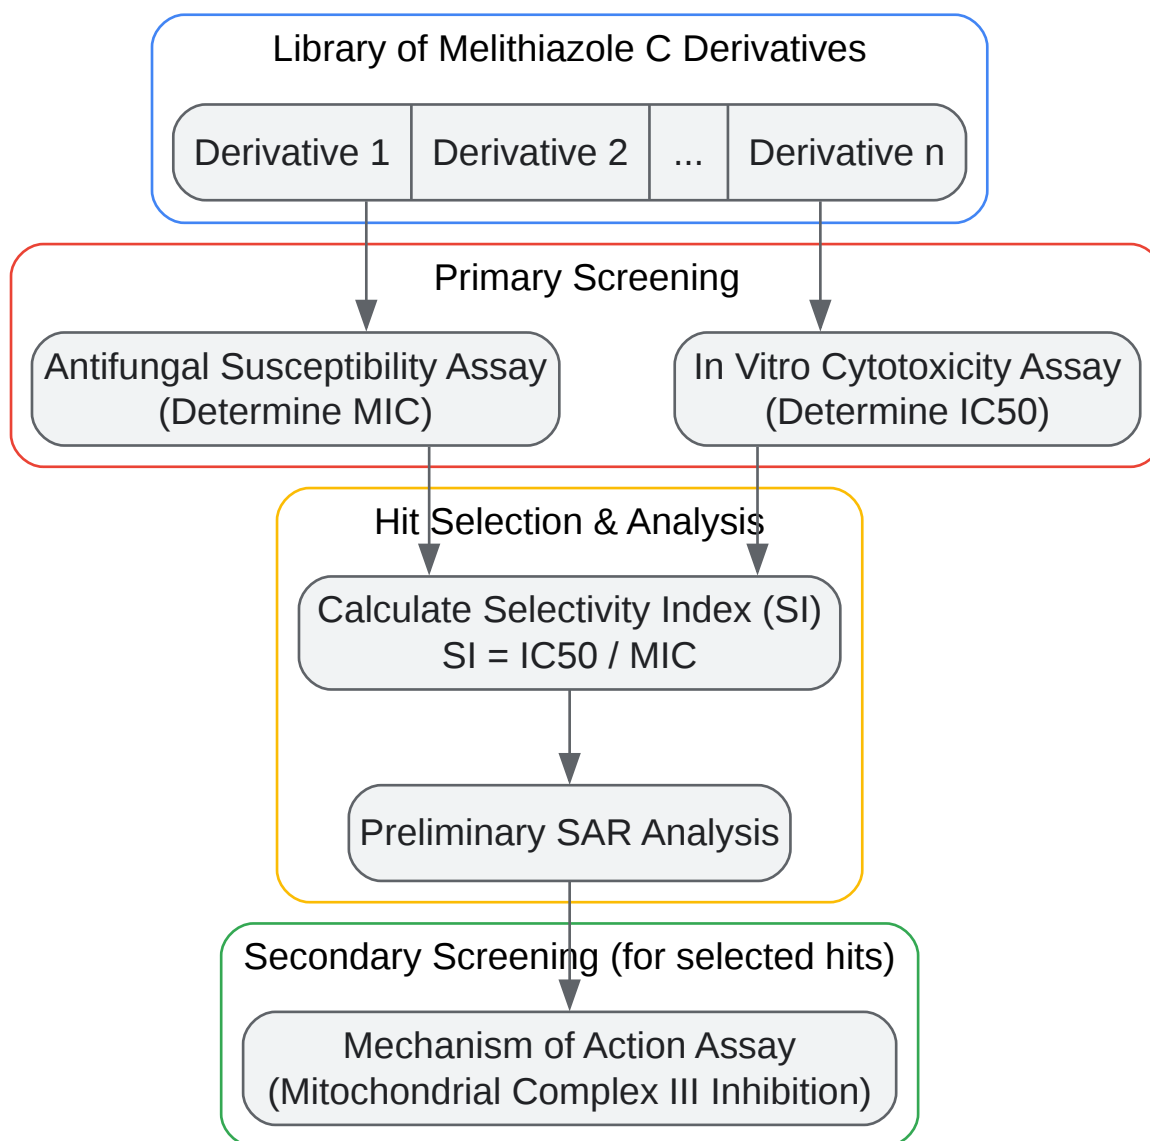 Library of Melithiazole C Derivatives
Derivative 1 Derivative 2 ... Derivative n
Primary Screening
Antifungal Susceptibility Assay
(Determine MIC)
In Vitro Cytotoxicity Assay
(Determine IC50)
Hit Selection & Analysis
Calculate Selectivity Index (SI)
SI = IC50 / MIC
Preliminary SAR Analysis
Secondary Screening (for selected hits)
Mechanism of Action Assay
(Mitochondrial Complex III Inhibition)